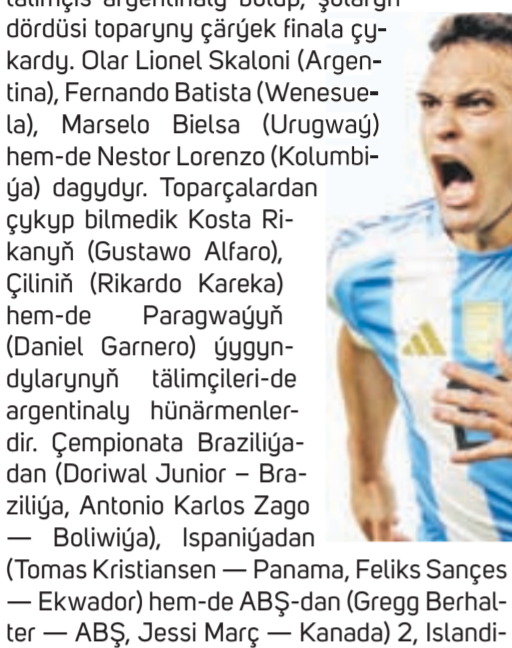 tälimçis argentinaly bolup, şolaryň
dördüsi toparyny çärýek finala çy-
kardy. Olar Lionel Skaloni (Argen-
tina), Fernando Batista (Wenesue-
la), Marselo Bielsa (Urugwaý)
hem-de Nestor Lorenzo (Kolumbi-
ýa) dagydyr. Toparçalardan
çykyp bilmedik Kosta Ri-
kanyň (Gustawo Alfaro),
Çiliniň (Rikardo Kareka)
hem-de Paragwaýyň
(Daniel Garnero) ýygyn-
dylarynyň tälimçileri-de
argentinaly hünärmenler-
dir. Çempionata Braziliýa-
dan (Doriwal Junior – Bra-
ziliýa, Antonio Karlos Zago
— Boliwiýa), Ispaniýadan
(Tomas Kristiansen — Panama, Feliks Sançes
— Ekwador) hem-de ABŞ-dan (Gregg Berhal-
ter — ABŞ, Jessi Març — Kanada) 2, Islandi-